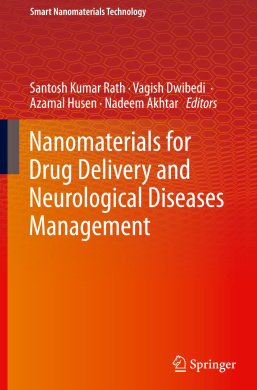 Smart Nanomaterials Technology
Santosh Kumar Rath · Vagish Dwibedi ·
Azamal Husen · Nadeem Akhtar Editors
Nanomaterials for
Drug Delivery and
Neurological Diseases
Management
Springer